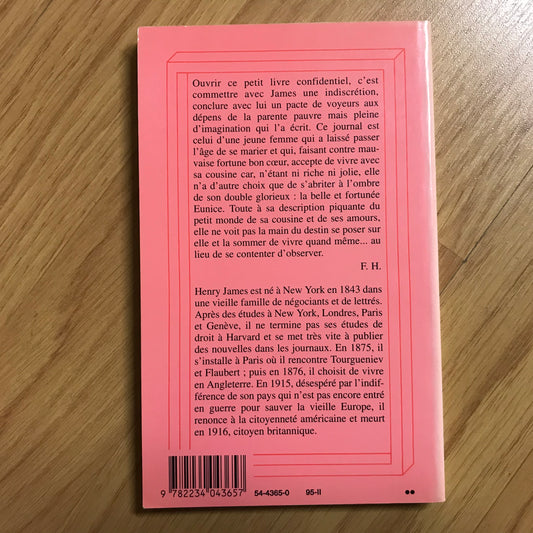 Ouvrir ce petit livre confidentiel, c'est
commettre avec James une indiscrétion,
conclure avec lui un pacte de voyeurs aux
dépens de la parente pauvre mais pleine
d'imagination qui l'a écrit. Ce journal est
celui d'une jeune femme qui a laissé passer
l'âge de se marier et qui, faisant contre mau-
vaise fortune bon cœur, accepte de vivre avec
sa cousine car, n'étant ni riche ni jolie, elle
n'a d'autre choix que de s'abriter à l'ombre
de son double glorieux : la belle et fortunée
Eunice. Toute à sa description piquante du
petit monde de sa cousine et de ses amours,
elle ne voit pas la main du destin se poser sur
elle et la sommer de vivre quand même... au
lieu de se contenter d'observer.
F. H.
Henry James est né à New York en 1843 dans
une vieille famille de négociants et de lettrés.
Après des études à New York, Londres, Paris
et Genève, il ne termine pas ses études de
droit à Harvard et se met très vite à publier
des nouvelles dans les journaux. En 1875, il
s'installe à Paris où il rencontre Tourgueniev
et Flaubert ; puis en 1876, il choisit de vivre
en Angleterre. En 1915, désespéré par l'indif-
férence de son pays qui n'est pas encore entré
en guerre pour sauver la vieille Europe, il
renonce à la citoyenneté américaine et meurt
en 1916, citoyen britannique.
9 782234 043657 54-4365-0 95-II ●●